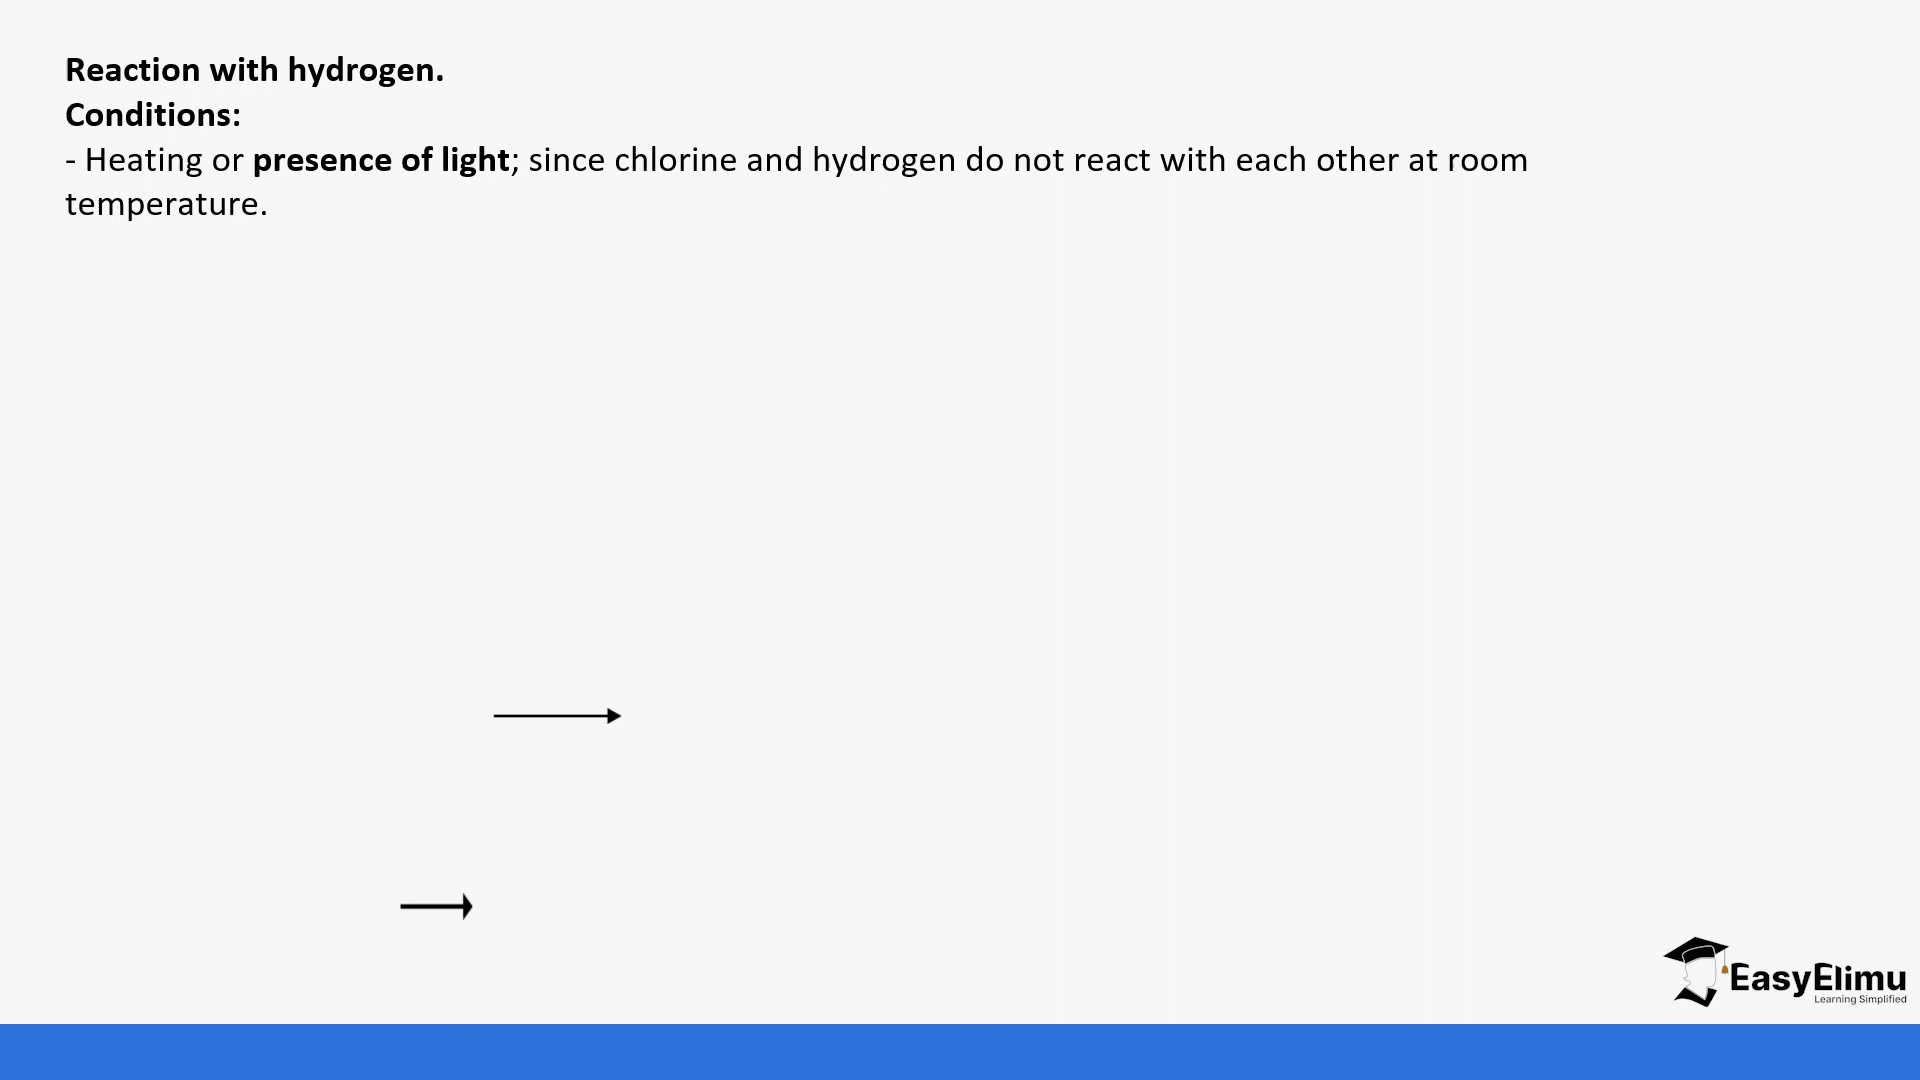 Reaction with hydrogen.
Conditions:
- Heating or presence of light; since chlorine and hydrogen do not react with each other at room
temperature.
EasyElimu
Learning Simplified